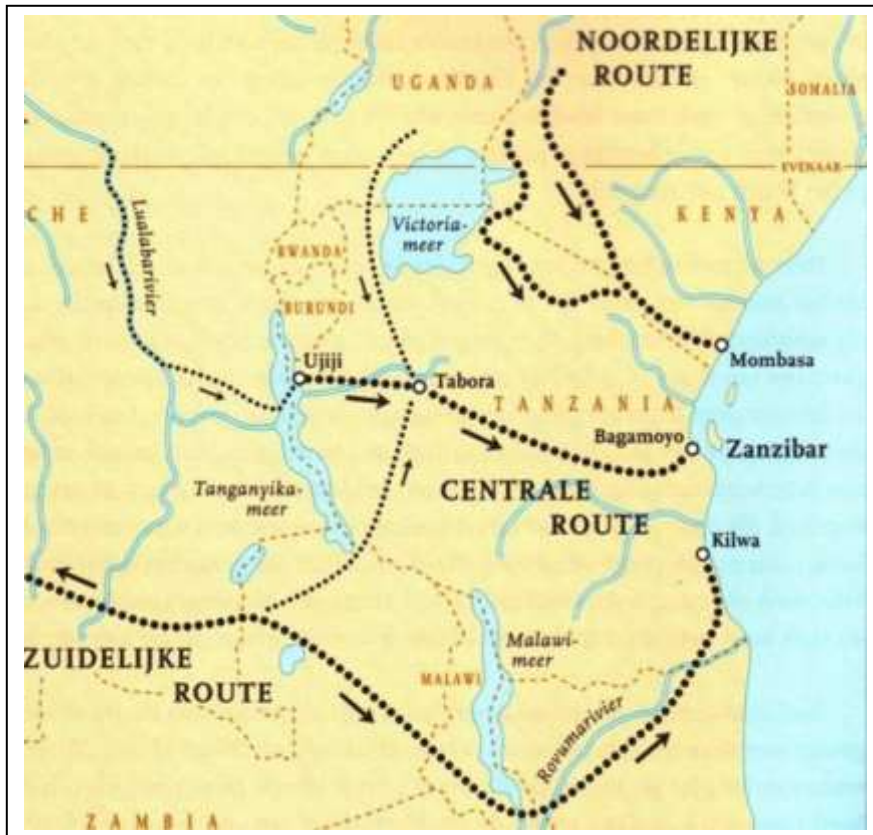 NOORDELIJKE
ROUTE
UGANDA
SOMALIA
EVENAAR
CHE
Lualabarivier
Victoria-
meer
KENYA
RWANDA
BURUNDI
Ujiji
Tabora
Mombasa
TANZANIA
Bagamoyo
Zanzibar
Tanganyika-
meer
CENTRALE
ROUTE
Kilwa
ZUIDELIJKE
ROUTE
Malawi-
meer
MALAWI
Rovumarivier
ZAMBIA